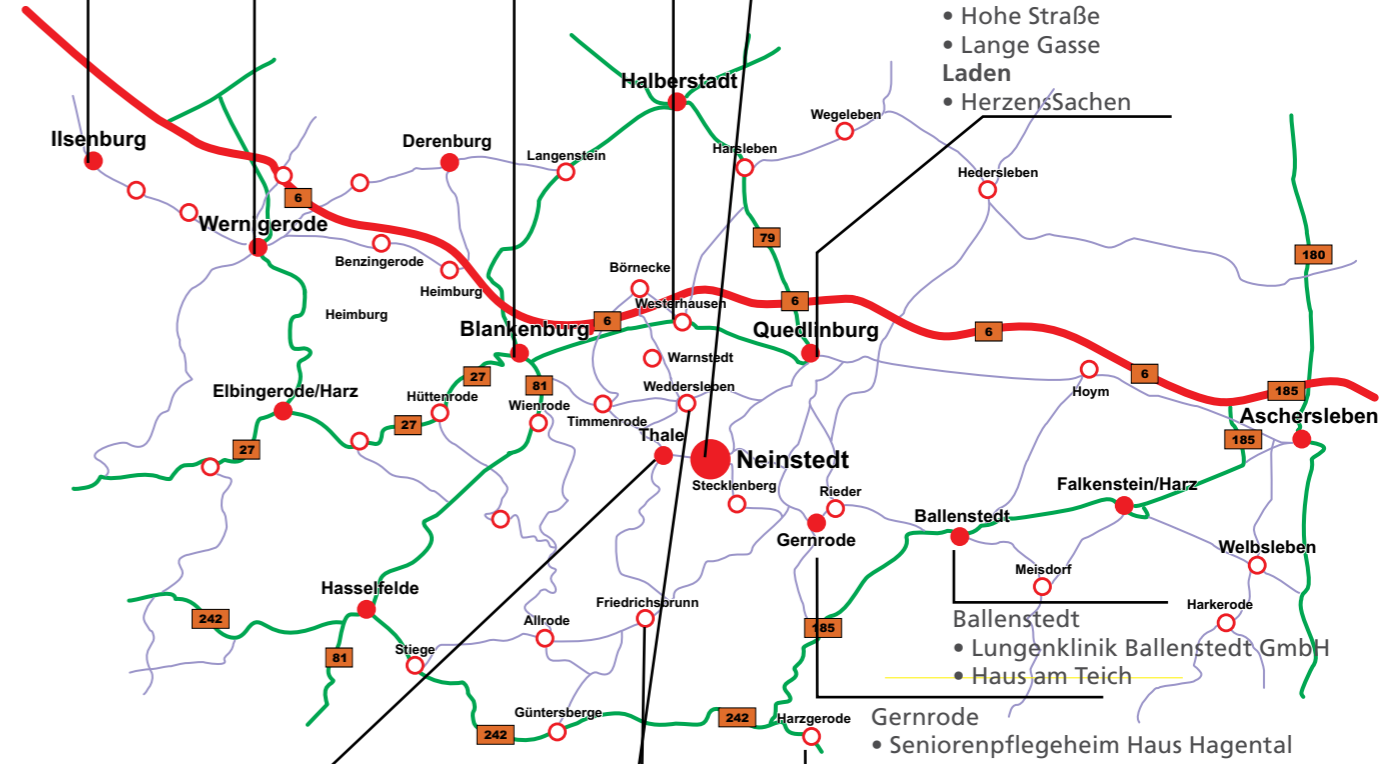 • Hohe Straße
• Lange Gasse
Laden
• HerzensSachen
Halberstadt
Wegeleben
Ilsenburg
Derenburg
Langenstein
Harsleben
Hedersleben
6
Wernigerode
79
180
Benzingerode
Börnecke
Heimburg
Westerhausen
6
Heimburg
6
Blankenburg
Quedlinburg
6
Warnstedt
27
81
6
Elbingerode/Harz
Weddersleben
185
Hoym
Hüttenrode
Wienrode
Timmenrode
Aschersleben
27
Thale
185
27
Neinstedt
Stecklenberg
Rieder
Falkenstein/Harz
Ballenstedt
Gernrode
Welbsleben
Meisdorf
Hasselfelde
Friedrichsbrunn
Harkerode
242
Allrode
Ballenstedt
185
• Lungenklinik Ballenstedt GmbH
81
Stiege
• Haus am Teich
Güntersberge
242
Harzgerode
Gernrode
242
• Seniorenpflegeheim Haus Hagental